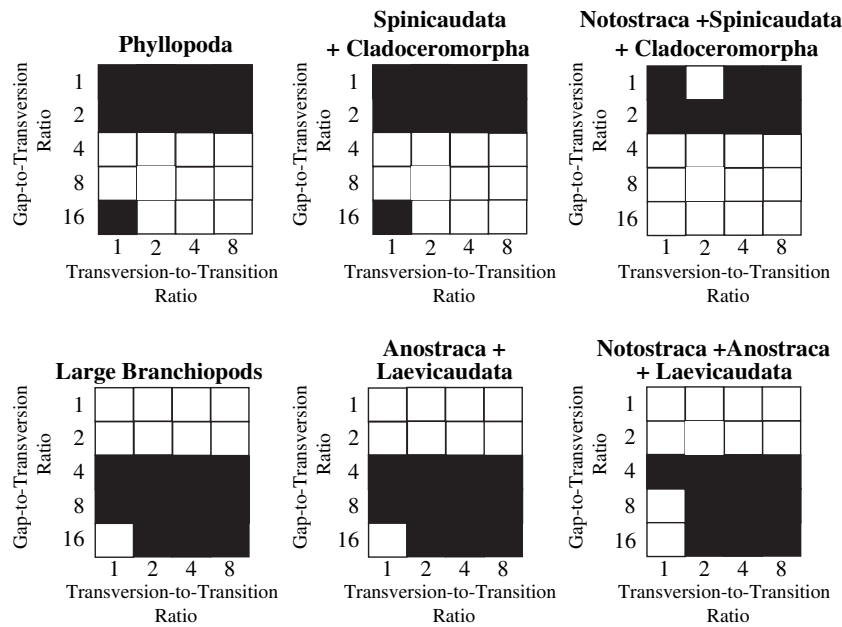 Phyllopoda
Gap-to-Transversion
Ratio
1
2
4
8
16
1 2 4 8
Transversion-to-Transition
Ratio
Spinicaudata
+ Cladoceromorpha
Gap-to-Transversion
Ratio
1
2
4
8
16
1 2 4 8
Transversion-to-Transition
Ratio
Notostraca +Spinicaudata
+ Cladoceromorpha
Gap-to-Transversion
Ratio
1
2
4
8
16
1 2 4 8
Transversion-to-Transition
Ratio
Large Branchiopods
Gap-to-Transversion
Ratio
1
2
4
8
16
1 2 4 8
Transversion-to-Transition
Ratio
Anostraca +
Laevicaudata
Gap-to-Transversion
Ratio
1
2
4
8
16
1 2 4 8
Transversion-to-Transition
Ratio
Notostraca +Anostraca
+ Laevicaudata
Gap-to-Transversion
Ratio
1
2
4
8
16
1 2 4 8
Transversion-to-Transition
Ratio